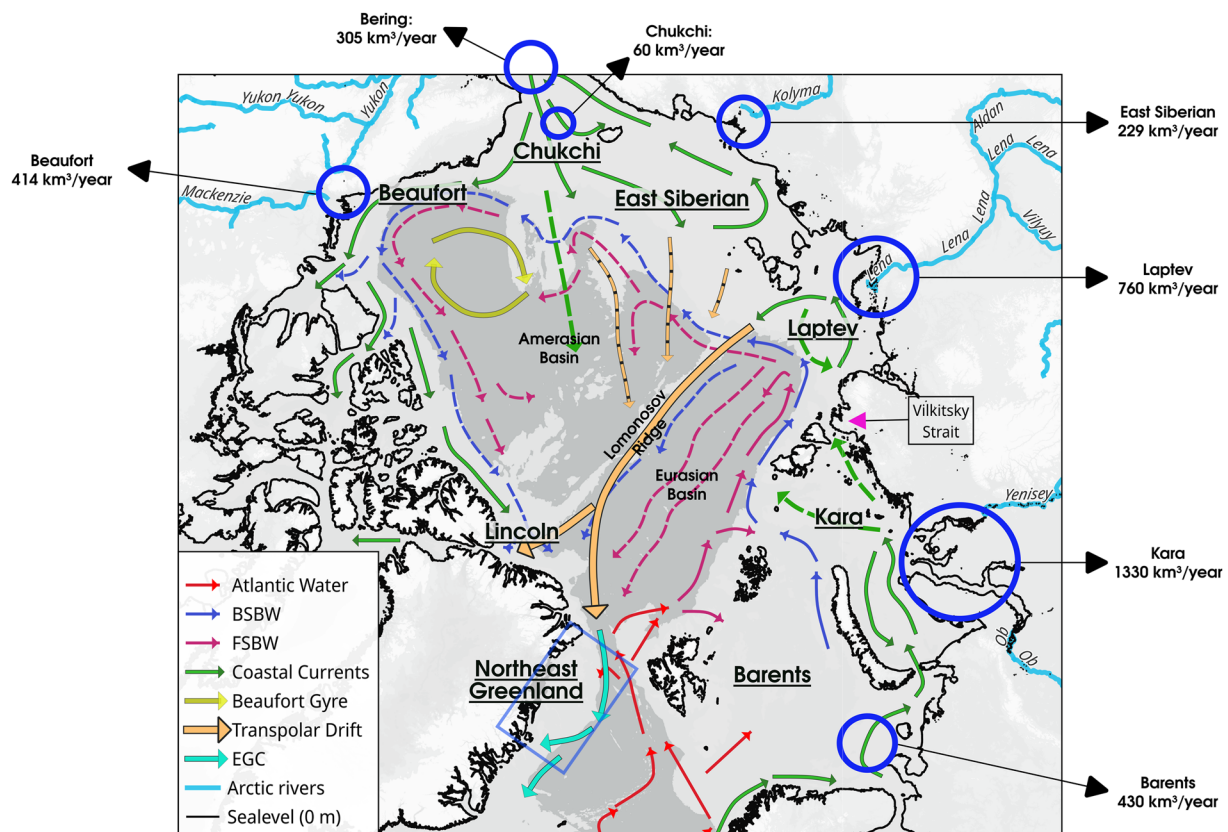 Bering:
305 km³/year
Chukchi:
60 km³/year
Beaufort
414 km³/year
East Siberian
229 km³/year
Laptev
760 km³/year
Kara
1330 km³/year
Barents
430 km³/year
Yukon
Yukon
Yukon
Mackenzie
Kolyma
Aldan
Lena
Lena
Lena
Lena
Lena
Vilyuy
Yenisey
Ob
Ob
Chukchi
Beaufort
East Siberian
Laptev
Amerasian
Basin
Lomonosov
Ridge
Eurasian
Basin
Vilkitsky
Strait
Kara
Lincoln
Northeast
Greenland
Barents
Atlantic Water
BSBW
FSBW
Coastal Currents
Beaufort Gyre
Transpolar Drift
EGC
Arctic rivers
Sealevel (0 m)